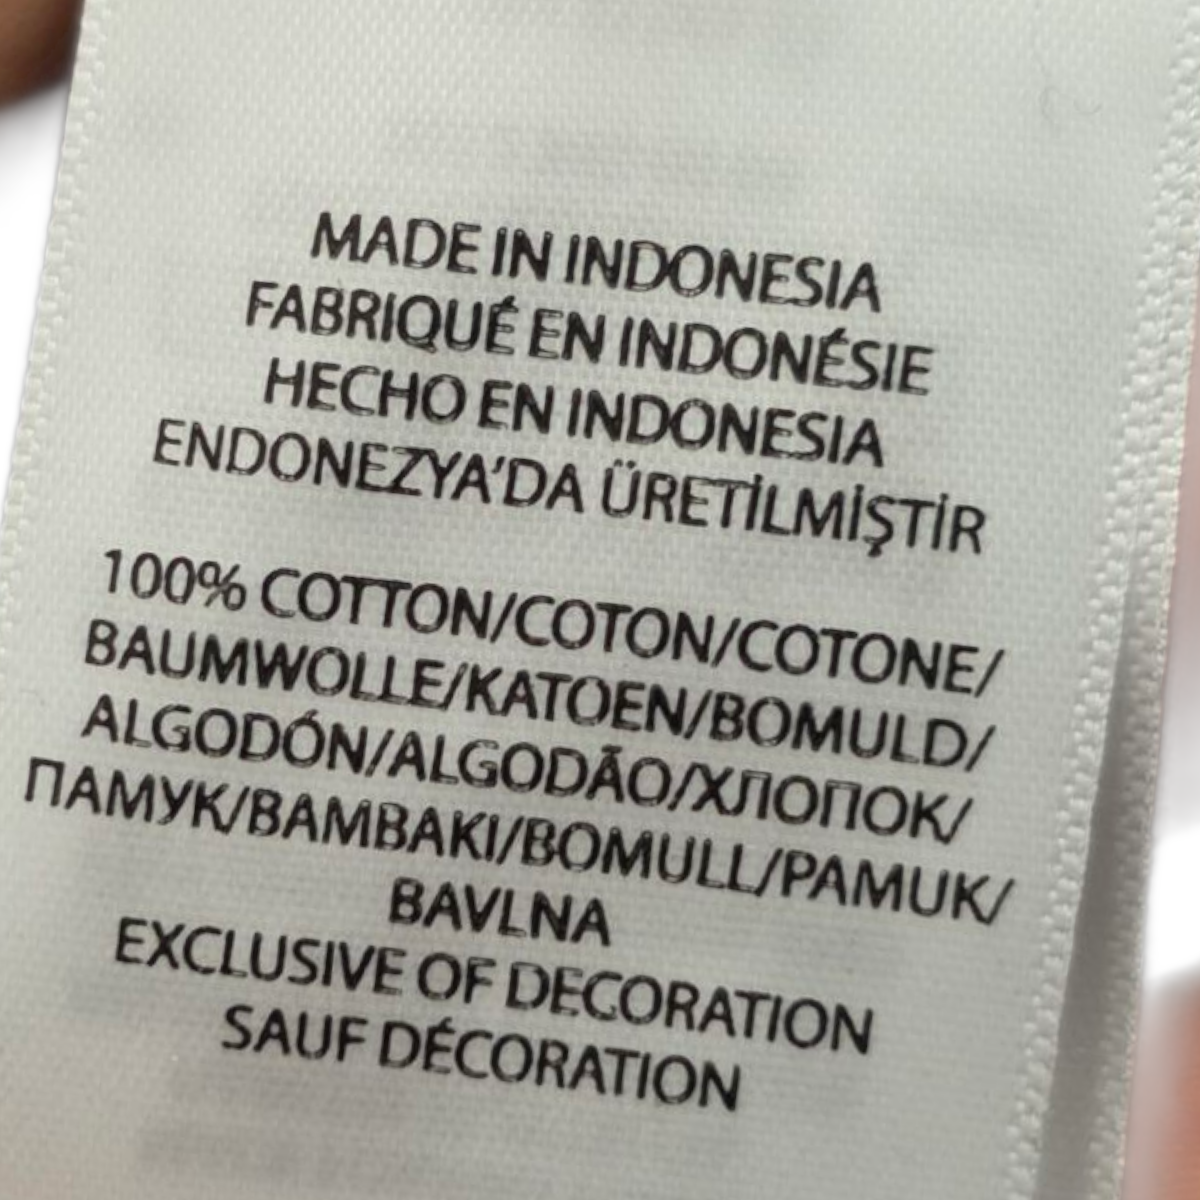 MADE IN INDONESIA
FABRIQUÉ EN INDONÉSIE
HECHO EN INDONESIA
ENDONEZYA'DA ÜRETİLMİŞTİR
100% COTTON/COTON/COTONE/
BAUMWOLLE/KATOEN/BOMULD/
ALGODÓN/ALGODÃO/ХЛОПОК/
ПАМУК/BAMBAKI/BOMULL/PAMUK/
BAVLNA
EXCLUSIVE OF DECORATION
SAUF DÉCORATION